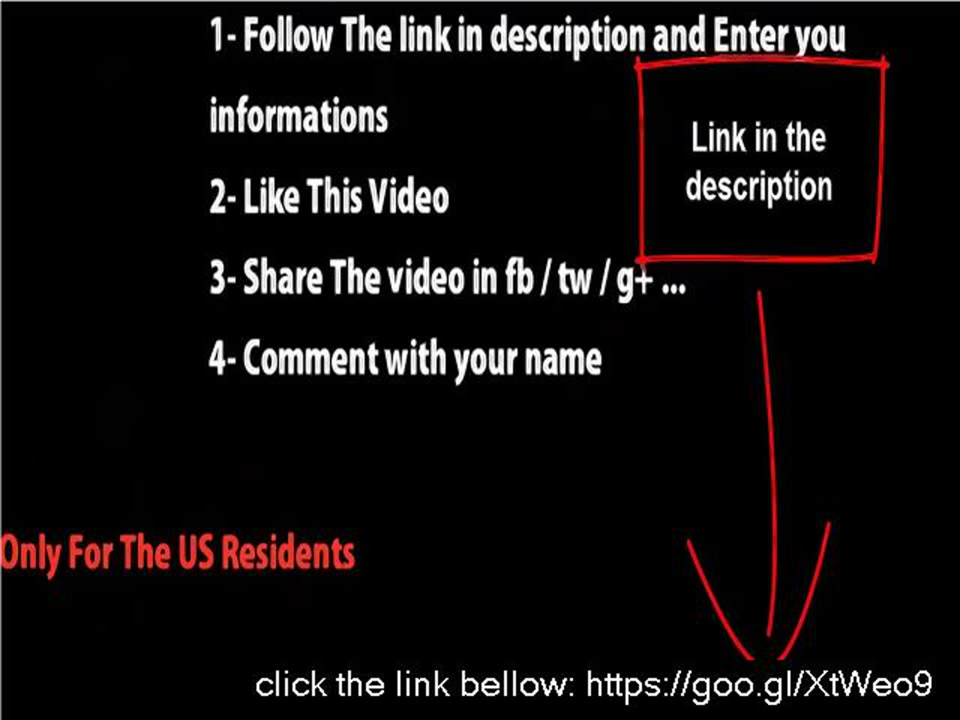 1- Follow The link in description and Enter you
informations
Link in the
description
2- Like This Video
3- Share The video in fb / tw / g+ ...
4- Comment with your name
Only For The US Residents
click the link bellow: https://goo.gl/XtWeo9